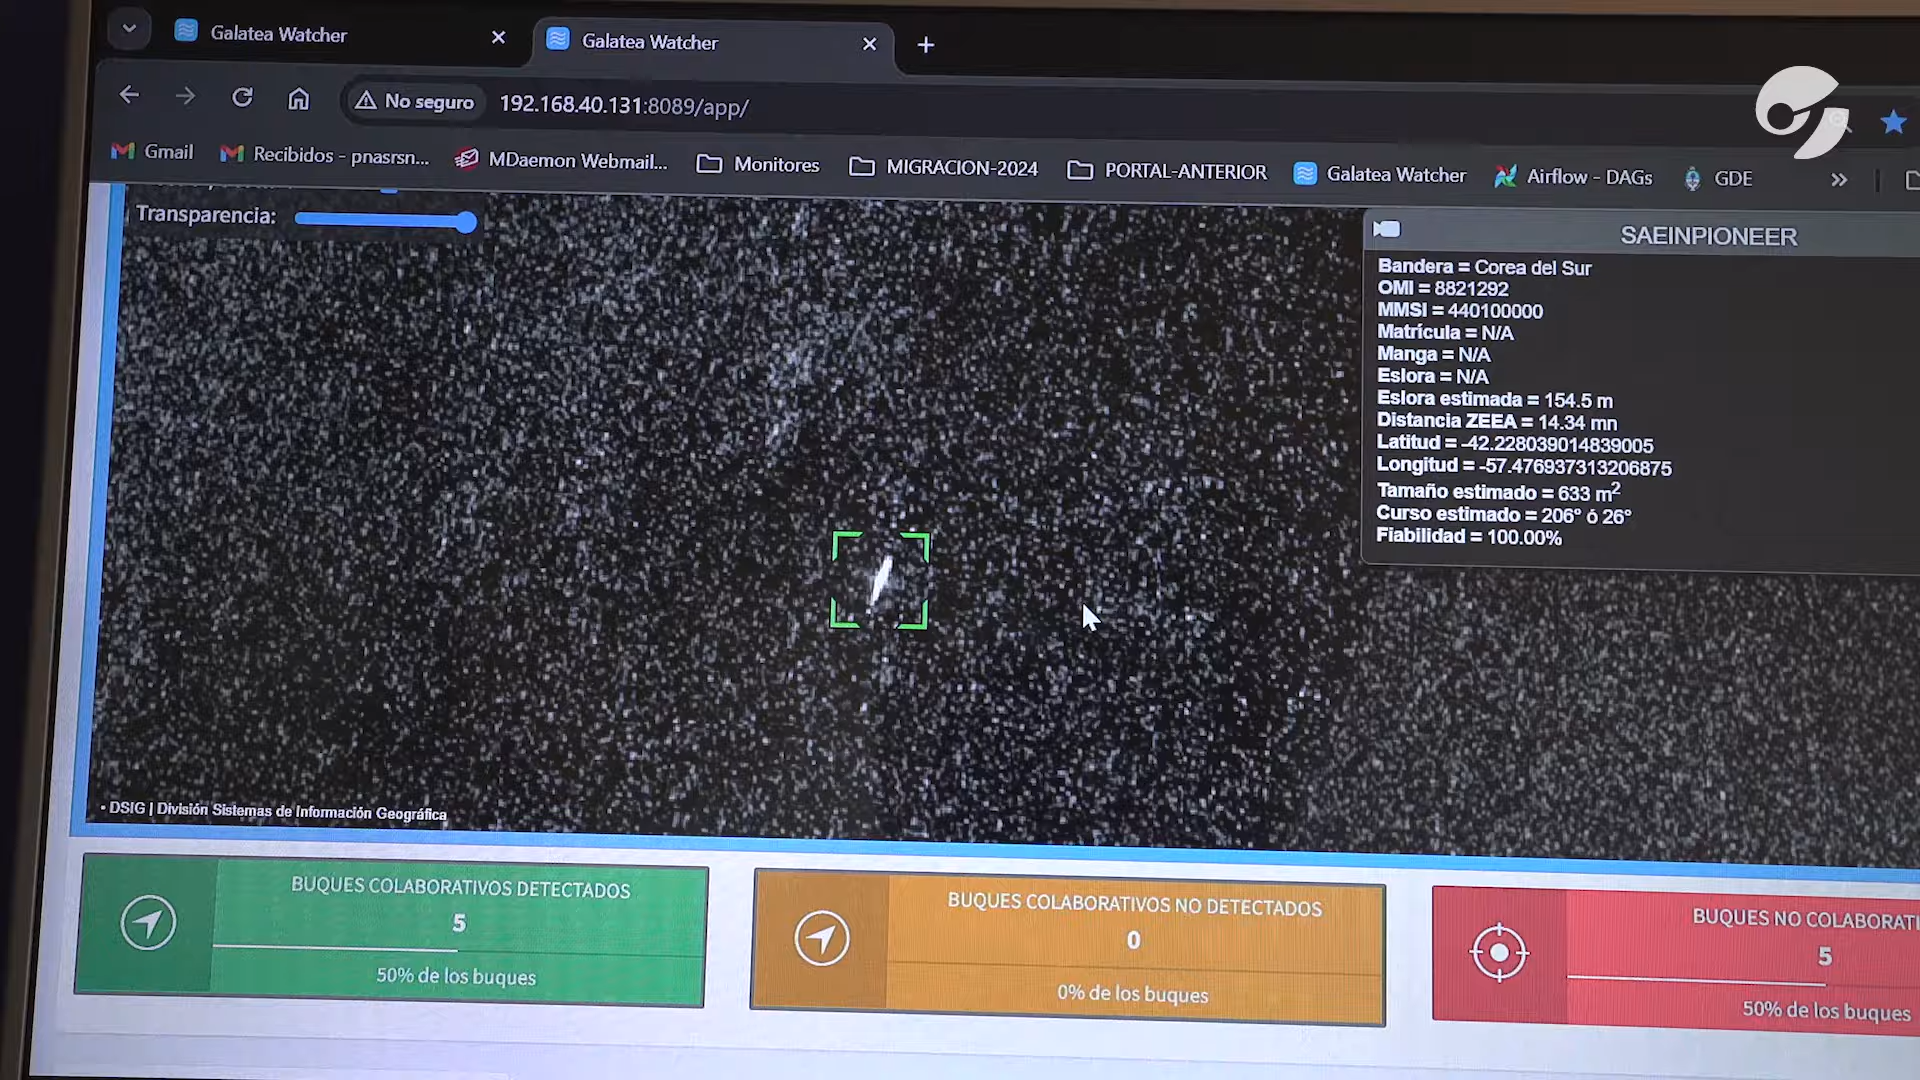 Galatea Watcher
Galatea Watcher
No seguro
192.168.40.131:8089/app/
Gmail
Recibidos - pnasrsn...
MDaemon Webmail...
Monitores
MIGRACION-2024
PORTAL-ANTERIOR
Galatea Watcher
Airflow - DAGs
GDE
Transparencia:
SAEINPIONEER
Bandera = Corea del Sur
OMI = 8821292
MMSI = 440100000
Matrícula = N/A
Manga = N/A
Eslora = N/A
Eslora estimada = 154.5 m
Distancia ZEEA = 14.34 mn
Latitud = -42.228039014839005
Longitud = -57.476937313206875
Tamaño estimado = 633 m2
Curso estimado = 206° ó 26°
Fiabilidad = 100.00%
• DSIG | División Sistemas de Información Geográfica
BUQUES COLABORATIVOS DETECTADOS
5
50% de los buques
BUQUES COLABORATIVOS NO DETECTADOS
0
0% de los buques
BUQUES NO COLABORATI
5
50% de los buques